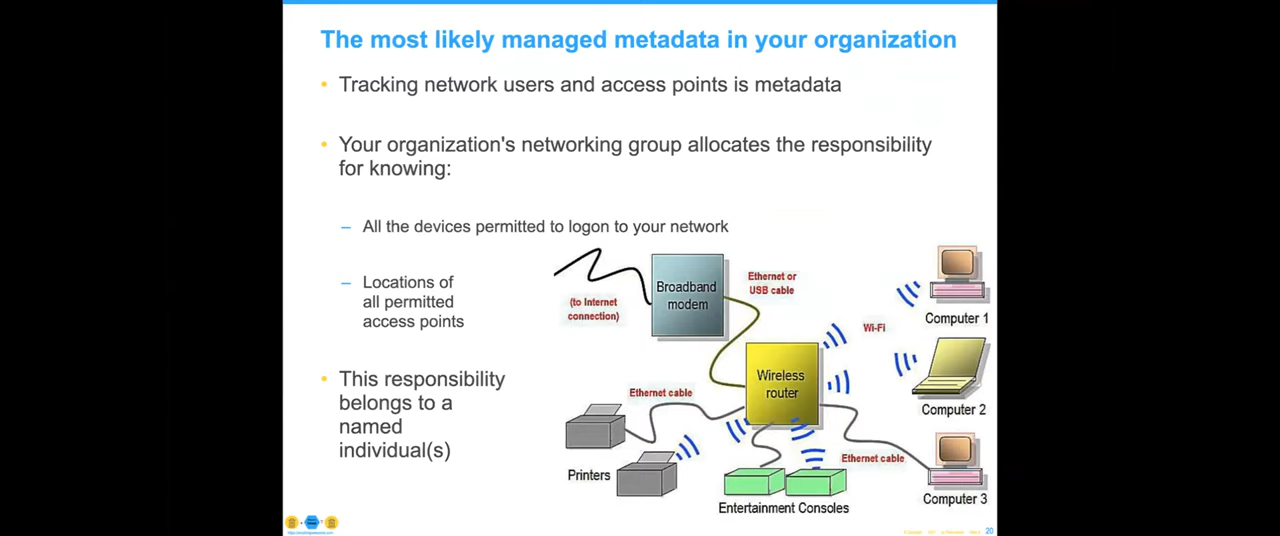 The most likely managed metadata in your organization
• Tracking network users and access points is metadata
• Your organization's networking group allocates the responsibility
for knowing:
– All the devices permitted to logon to your network
– Locations of
all permitted
access points
• This responsibility
belongs to a
named
individual(s)
(to Internet
connection)
Broadband
modem
Ethernet or
USB cable
Wi-Fi
Computer 1
Wireless
router
Computer 2
Ethernet cable
Printers
Ethernet cable
Computer 3
Entertainment Consoles
20